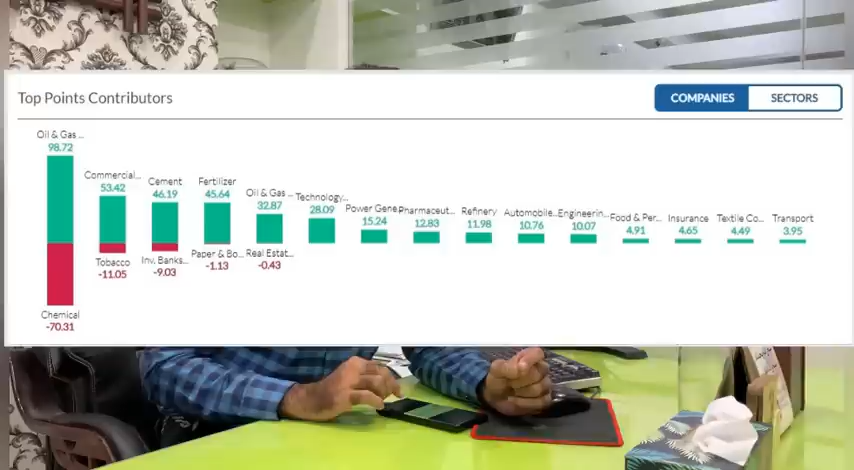 Top Points Contributors
COMPANIES SECTORS
Oil & Gas ...
98.72
Commercial...
53.42
Cement
46.19
Fertilizer
45.64
Oil & Gas ...
32.87
Technology...
28.09
Power Gene...
15.24
Pharmaceut...
12.83
Refinery
11.98
Automobile...
10.76
Engineerin...
10.07
Food & Per...
4.91
Insurance
4.65
Textile Co...
4.49
Transport
3.95
Chemical
-70.31
Tobacco
-11.05
Inv. Banks...
-9.03
Paper & Bo...
-1.13
Real Estat...
-0.43